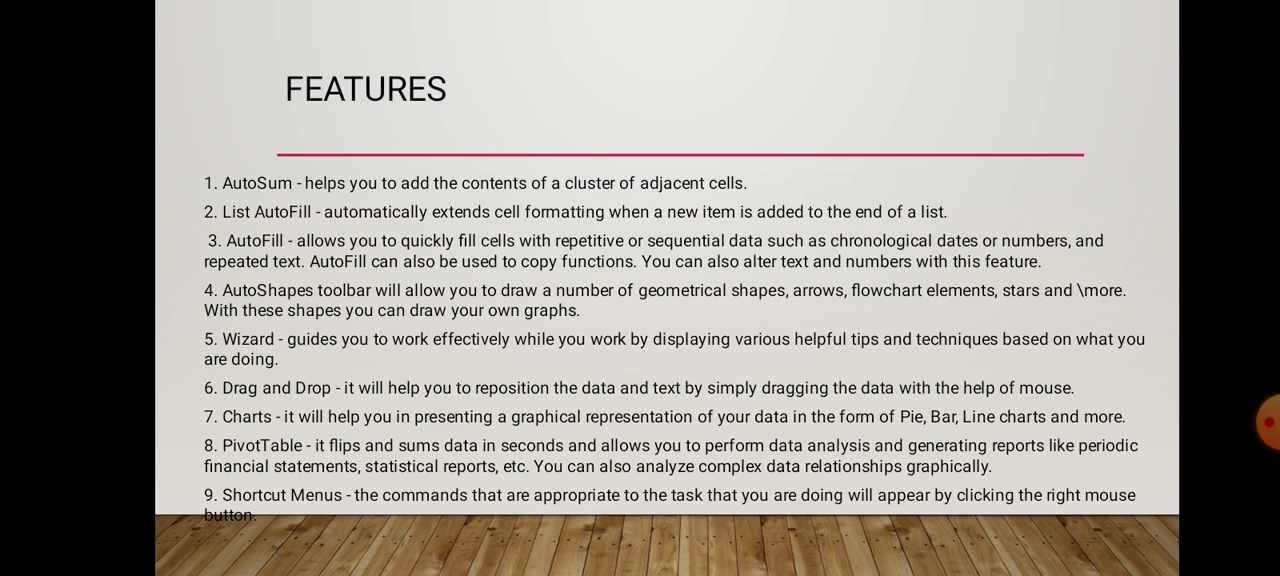 FEATURES
1. AutoSum - helps you to add the contents of a cluster of adjacent cells.
2. List AutoFill - automatically extends cell formatting when a new item is added to the end of a list.
3. AutoFill - allows you to quickly fill cells with repetitive or sequential data such as chronological dates or numbers, and
repeated text. AutoFill can also be used to copy functions. You can also alter text and numbers with this feature.
4. AutoShapes toolbar will allow you to draw a number of geometrical shapes, arrows, flowchart elements, stars and \more.
With these shapes you can draw your own graphs.
5. Wizard - guides you to work effectively while you work by displaying various helpful tips and techniques based on what you
are doing.
6. Drag and Drop - it will help you to reposition the data and text by simply dragging the data with the help of mouse.
7. Charts - it will help you in presenting a graphical representation of your data in the form of Pie, Bar, Line charts and more.
8. PivotTable - it flips and sums data in seconds and allows you to perform data analysis and generating reports like periodic
financial statements, statistical reports, etc. You can also analyze complex data relationships graphically.
9. Shortcut Menus - the commands that are appropriate to the task that you are doing will appear by clicking the right mouse
button.